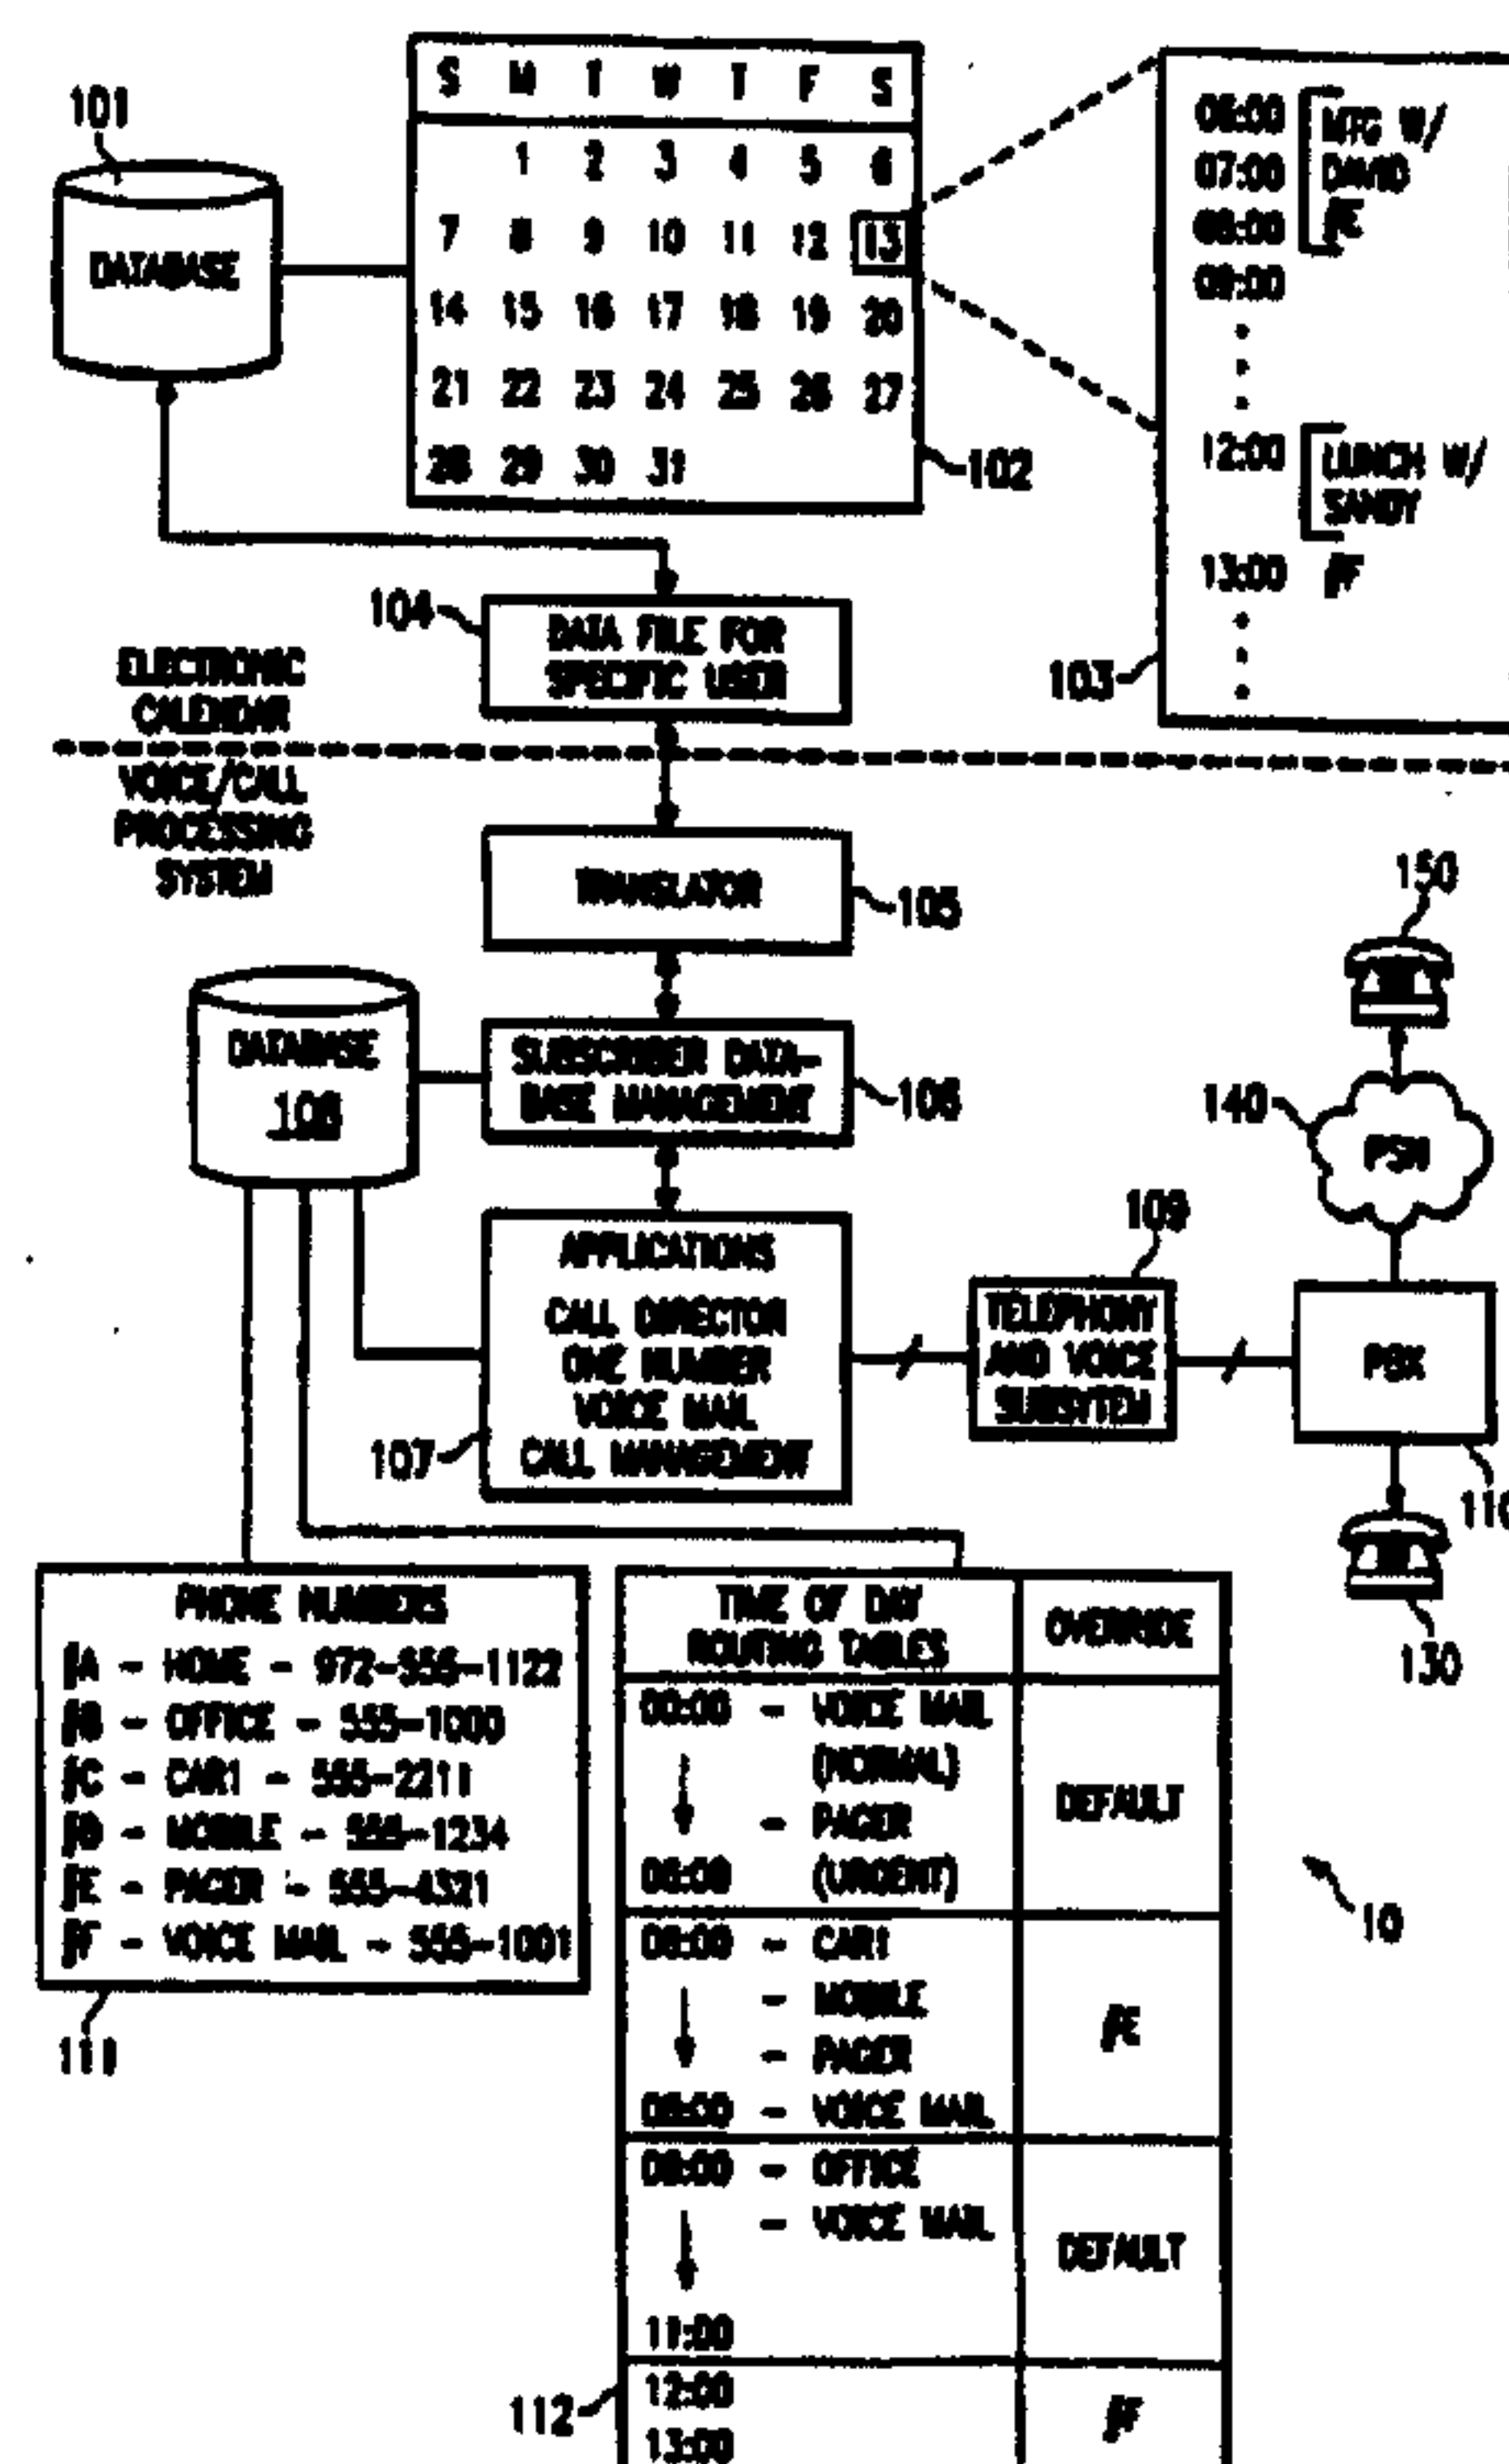 101
DATABASE
S M T W T F S
1 2 3 4 5 6
7 8 9 10 11 12 13
14 15 16 17 18 19 20
21 22 23 24 25 26 27
28 29 30 31
102
06:00 MTG W/
07:00 DAVID
08:00 #E
09:00
12:00 LUNCH W/
SANDY
13:00 #F
103
104
DATA FILE FOR
SPECIFIC USER
ELECTRONIC
CALENDAR
VOICE/CALL
PROCESSING
SYSTEM
TRANSLATOR
105
150
DATABASE
108
SUBSCRIBER DATA-
BASE MANAGEMENT
106
140
PSN
109
APPLICATIONS
CALL DIRECTOR
ONE NUMBER
VOICE MAIL
CALL MANAGEMENT
107
TELEPHONY
AND VOICE
SUBSYTEM
PBX
110
130
PHONE NUMBERS
#A - HOME - 972-555-1122
#B - OFFICE - 555-1000
#C - CAR1 - 555-2211
#D - MOBILE - 555-1234
#E - PAGER - 555-4321
#F - VOICE MAIL - 555-1001
111
TIME OF DAY
ROUTING TABLES
OVERRIDE
00:00 - VOICE MAIL
(NORMAL)
- PAGER
06:00 (URGENT)
DEFAULT
06:00 - CAR1
- MOBILE
- PAGER
08:00 - VOICE MAIL
#E
08:00 - OFFICE
- VOICE MAIL
11:00
DEFAULT
12:00
13:00
#F
112
10